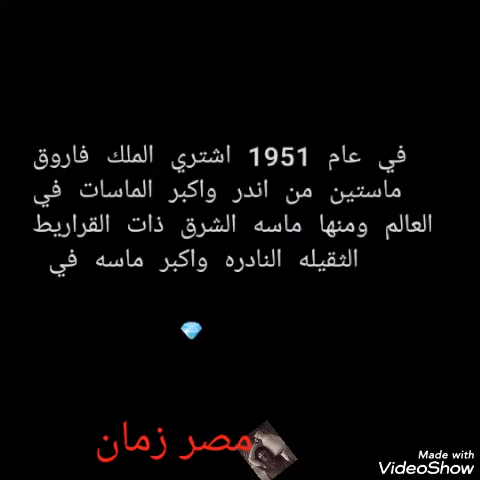 في عام 1951 اشتري الملك فاروق
ماستين من اندر واكبر الماسات في
العالم ومنها ماسه الشرق ذات القراريط
الثقيله النادره واكبر ماسه في
مصر زمان
Made with
VideoShow